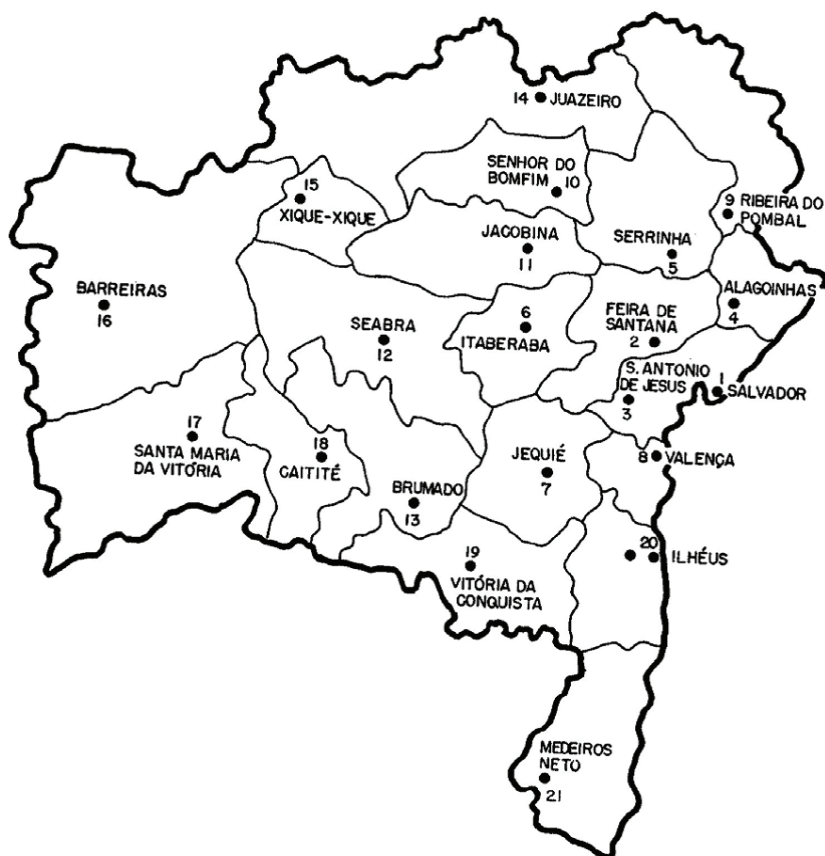 14 JUAZEIRO
SENHOR DO
BOMFIM 10
15
XIQUE-XIQUE
9 RIBEIRA DO
POMBAL
JACOBINA
11
SERRINHA
5
BARREIRAS
16
ALAGOINHAS
4
6
ITABERABA
FEIRA DE
SANTANA
2
SEABRA
12
S. ANTONIO
DE JESUS
3
1
SALVADOR
17
SANTA MARIA
DA VITÓRIA
18
CAITITÉ
JEQUIÉ
7
8 VALENÇA
BRUMADO
13
20
ILHÉUS
19
VITÓRIA DA
CONQUISTA
MEDEIROS
NETO
21